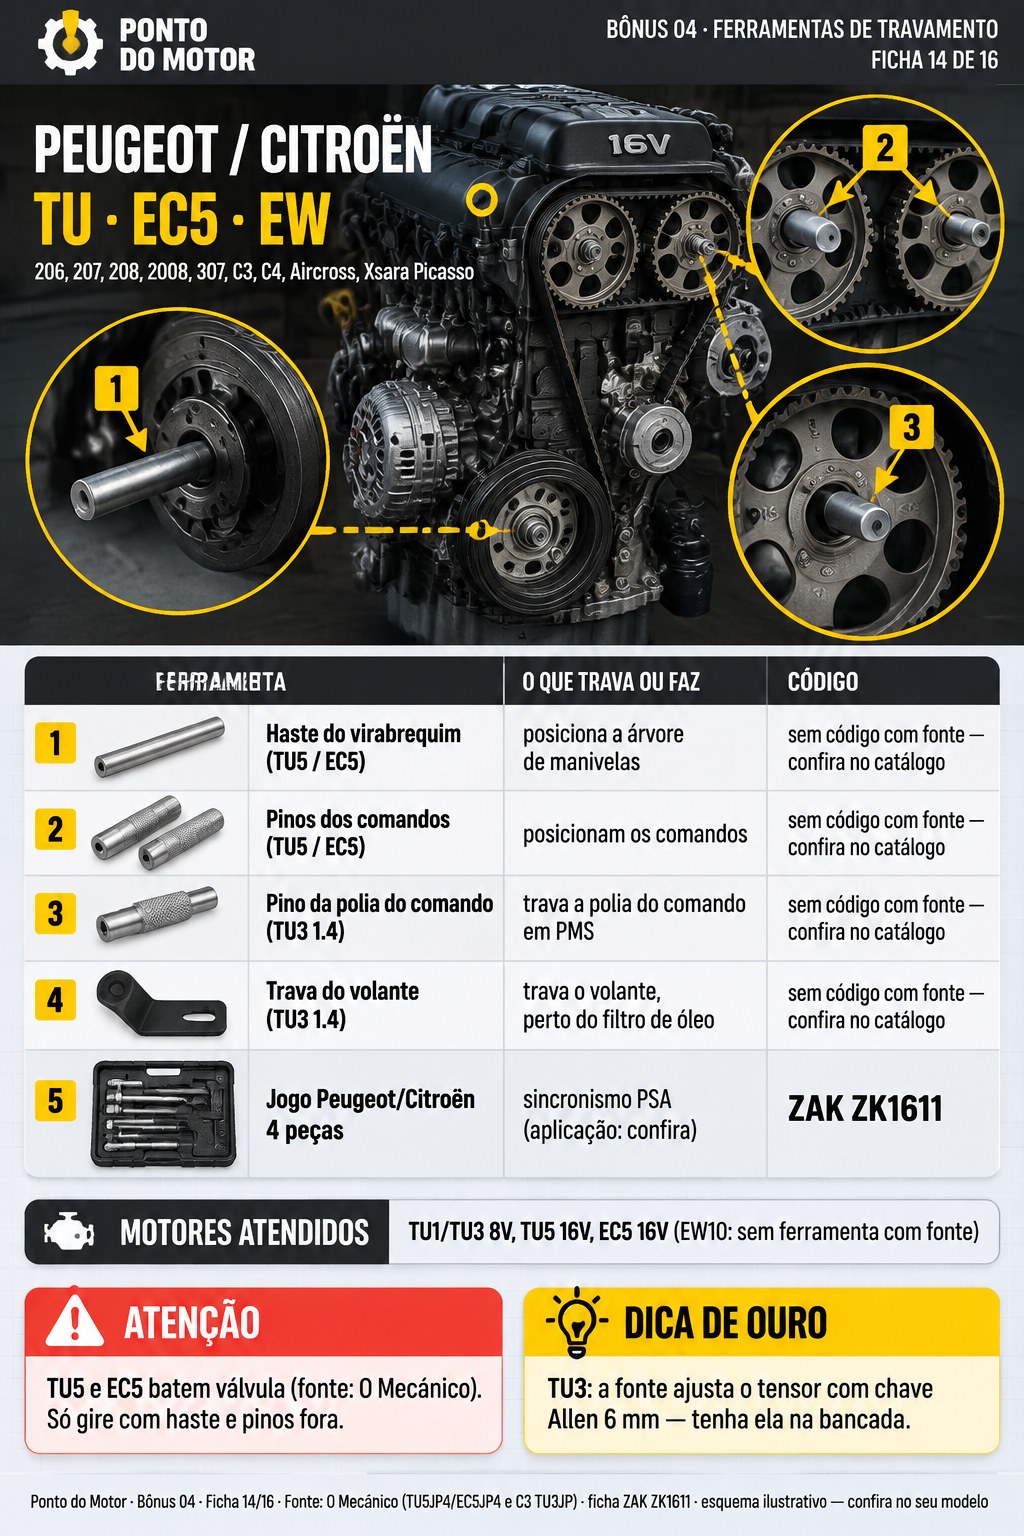 PONTO
DO MOTOR
BÔNUS 04 · FERRAMENTAS DE TRAVAMENTO
FICHA 14 DE 16
PEUGEOT / CITROËN
TU · EC5 · EW
206, 207, 208, 2008, 307, C3, C4, Aircross, Xsara Picasso
16V
1
2
3
O QUE TRAVA OU FAZ
CÓDIGO
1
Haste do virabrequim
(TU5 / EC5)
posiciona a árvore
de manivelas
sem código com fonte —
confira no catálogo
2
Pinos dos comandos
(TU5 / EC5)
posicionam os comandos
sem código com fonte —
confira no catálogo
3
Pino da polia do comando
(TU3 1.4)
trava a polia do comando
em PMS
sem código com fonte —
confira no catálogo
4
Trava do volante
(TU3 1.4)
trava o volante,
perto do filtro de óleo
sem código com fonte —
confira no catálogo
5
Jogo Peugeot/Citroën
4 peças
sincronismo PSA
(aplicação: confira)
ZAK ZK1611
MOTORES ATENDIDOS
TU1/TU3 8V, TU5 16V, EC5 16V (EW10: sem ferramenta com fonte)
ATENÇÃO
TU5 e EC5 batem válvula (fonte: O Mecánico).
Só gire com haste e pinos fora.
DICA DE OURO
TU3: a fonte ajusta o tensor com chave
Allen 6 mm — tenha ela na bancada.
Ponto do Motor · Bônus 04 · Ficha 14/16 · Fonte: O Mecánico (TU5JP4/EC5JP4 e C3 TU3JP) · ficha ZAK ZK1611 · esquema ilustrativo — confira no seu modelo